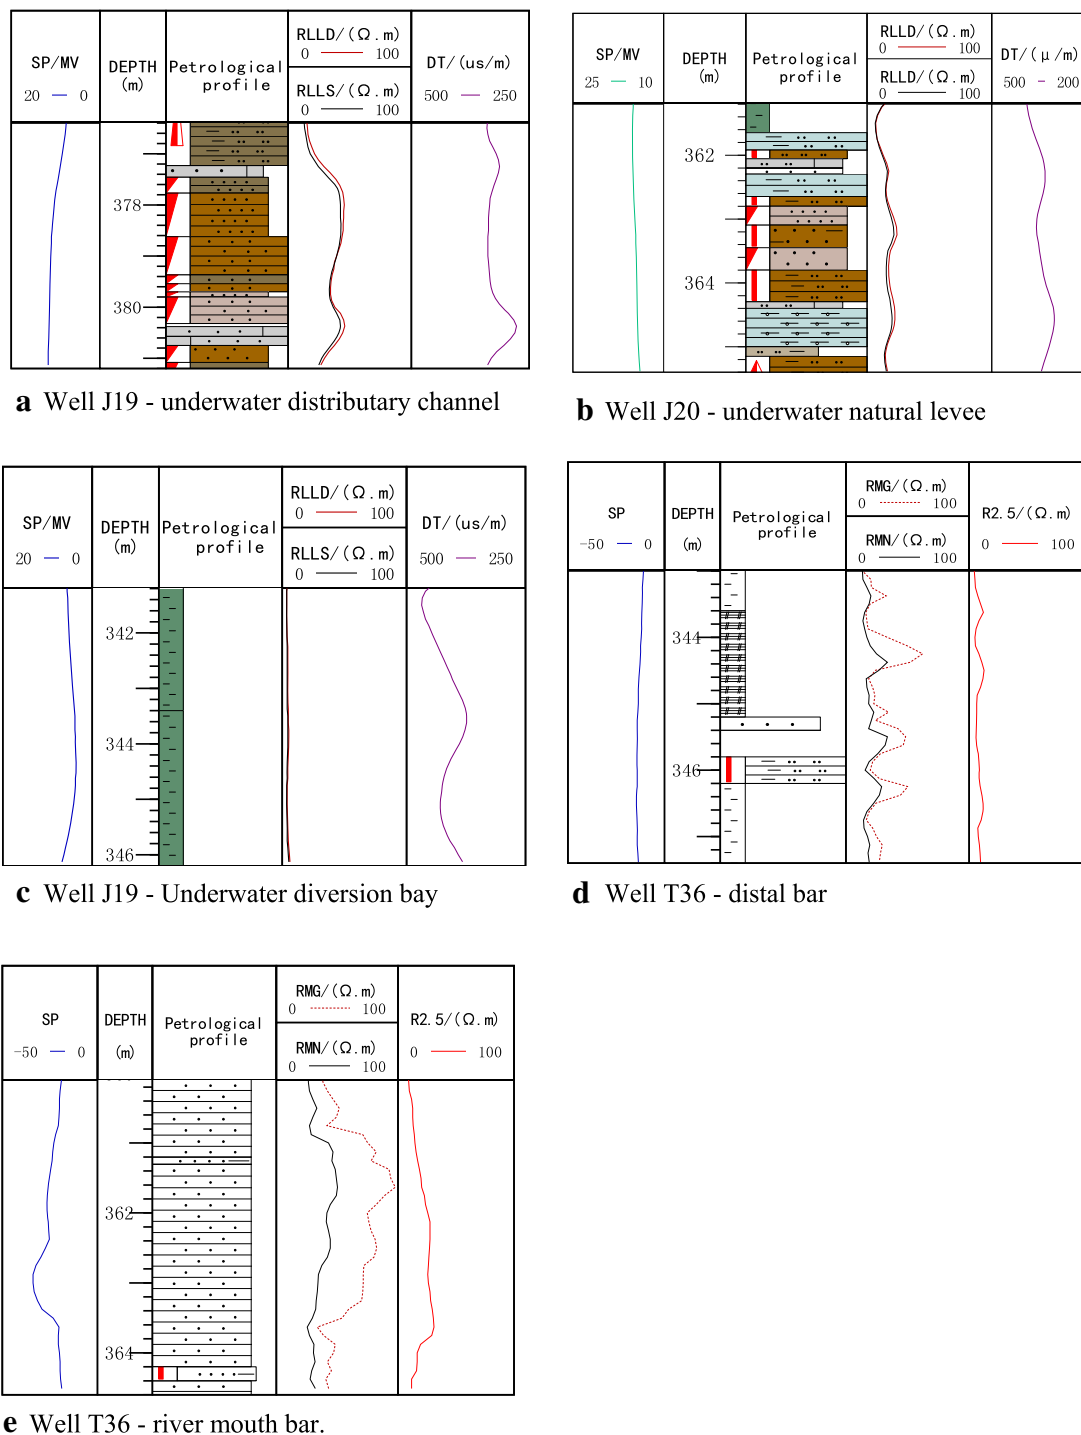 SP/MV
20 0
DEPTH
(m)
Petrological
profile
RLLD/(Ω.m)
0 100
RLLS/(Ω.m)
0 100
DT/(us/m)
500 250
378
380
a Well J19 - underwater distributary channel
SP/MV
25 10
DEPTH
(m)
Petrological
profile
RLLD/(Ω.m)
0 100
RLLD/(Ω.m)
0 100
DT/(μ/m)
500 200
362
364
b Well J20 - underwater natural levee
SP/MV
20 0
DEPTH
(m)
Petrological
profile
RLLD/(Ω.m)
0 100
RLLS/(Ω.m)
0 100
DT/(us/m)
500 250
342
344
346
c Well J19 - Underwater diversion bay
SP
-50 0
DEPTH
(m)
Petrological
profile
RMG/(Ω.m)
0 100
RMN/(Ω.m)
0 100
R2.5/(Ω.m)
0 100
344
346
d Well T36 - distal bar
SP
-50 0
DEPTH
(m)
Petrological
profile
RMG/(Ω.m)
0 100
RMN/(Ω.m)
0 100
R2.5/(Ω.m)
0 100
362
364
e Well T36 - river mouth bar.